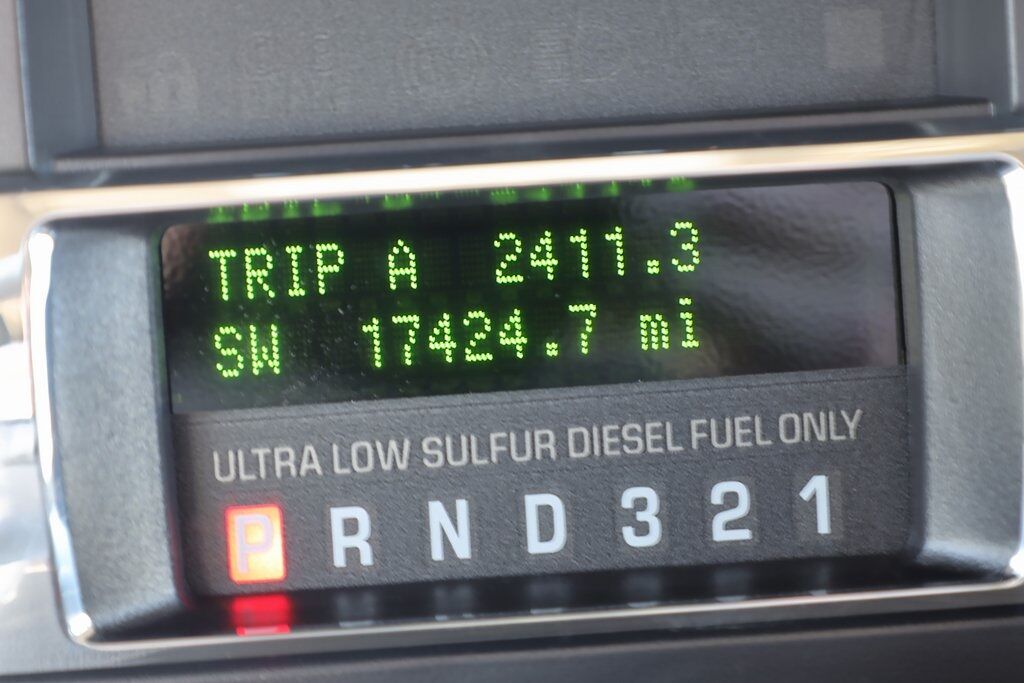 TRIP A 2411.3
SW 17424.7 mi
ULTRA LOW SULFUR DIESEL FUEL ONLY
P R N D 3 2 1